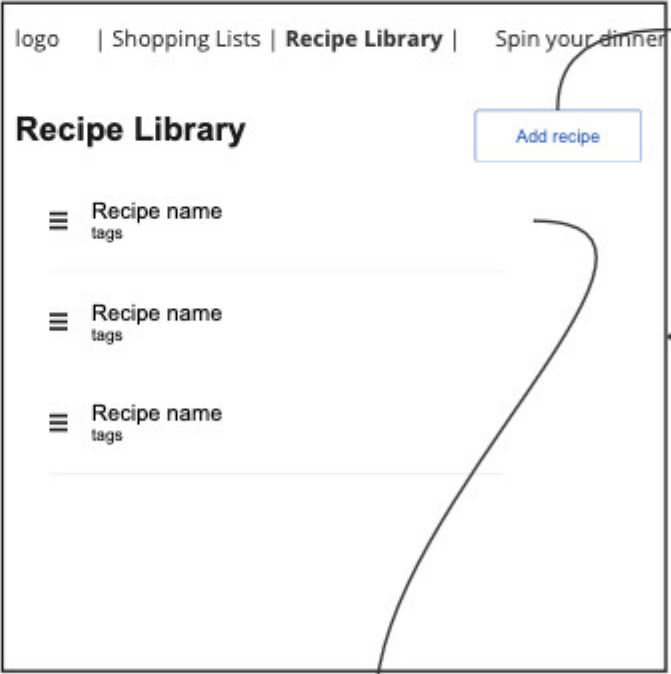 logo | Shopping Lists | Recipe Library | Spin your dinner
Recipe Library
Add recipe
Recipe name
tags
Recipe name
tags
Recipe name
tags